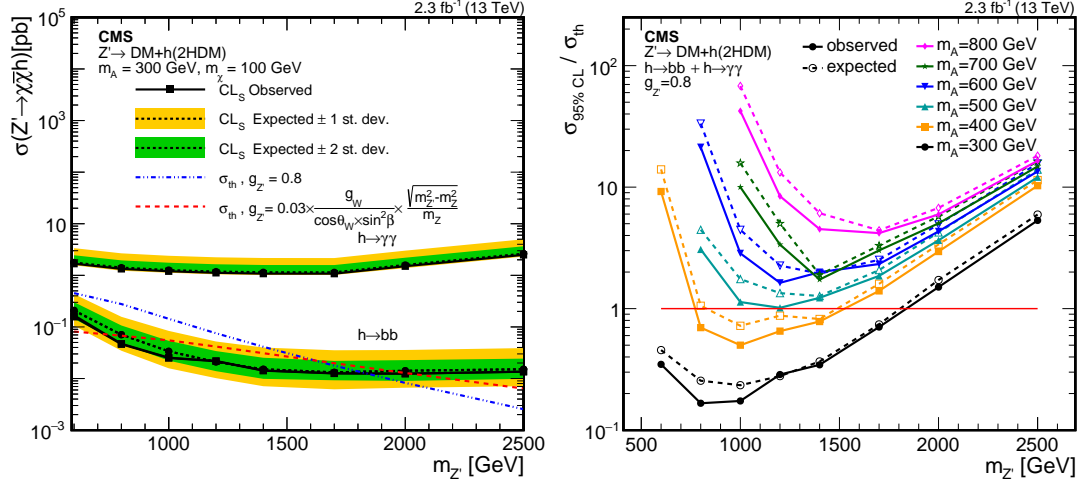 2.3 fb⁻¹ (13 TeV)
CMS
Z'→ DM+h(2HDM)
m_A = 300 GeV, m_χ = 100 GeV
CL_S Observed
CL_S Expected ± 1 st. dev.
CL_S Expected ± 2 st. dev.
σ_th , g_Z' = 0.8
σ_th , g_Z' = 0.03× g_W / (cosθ_W×sin²β) × √(m²_Z'-m²_Z) / m_Z'
h→γγ
h→bb
σ(Z'→χχ̄h)[pb]
10⁵
10³
10
10⁻¹
10⁻³
1000 1500 2000 2500
m_Z' [GeV]
2.3 fb⁻¹ (13 TeV)
CMS
Z'→ DM+h(2HDM)
h→bb + h→γγ
g_Z'=0.8
observed
expected
m_A=800 GeV
m_A=700 GeV
m_A=600 GeV
m_A=500 GeV
m_A=400 GeV
m_A=300 GeV
σ_95% CL / σ_th
10²
10
1
10⁻¹
500 1000 1500 2000 2500
m_Z' [GeV]